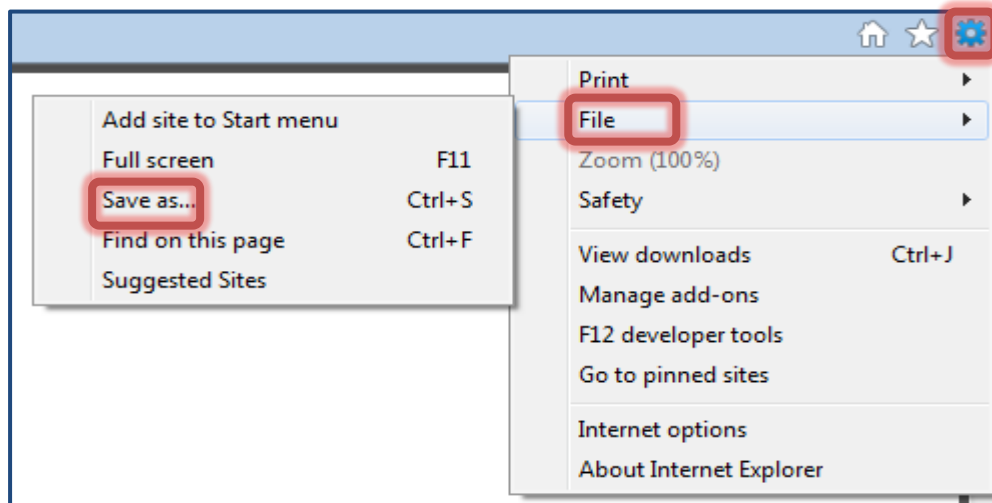 Print
File
Zoom (100%)
Safety
View downloads Ctrl+J
Manage add-ons
F12 developer tools
Go to pinned sites
Internet options
About Internet Explorer
Add site to Start menu
Full screen F11
Save as... Ctrl+S
Find on this page Ctrl+F
Suggested Sites